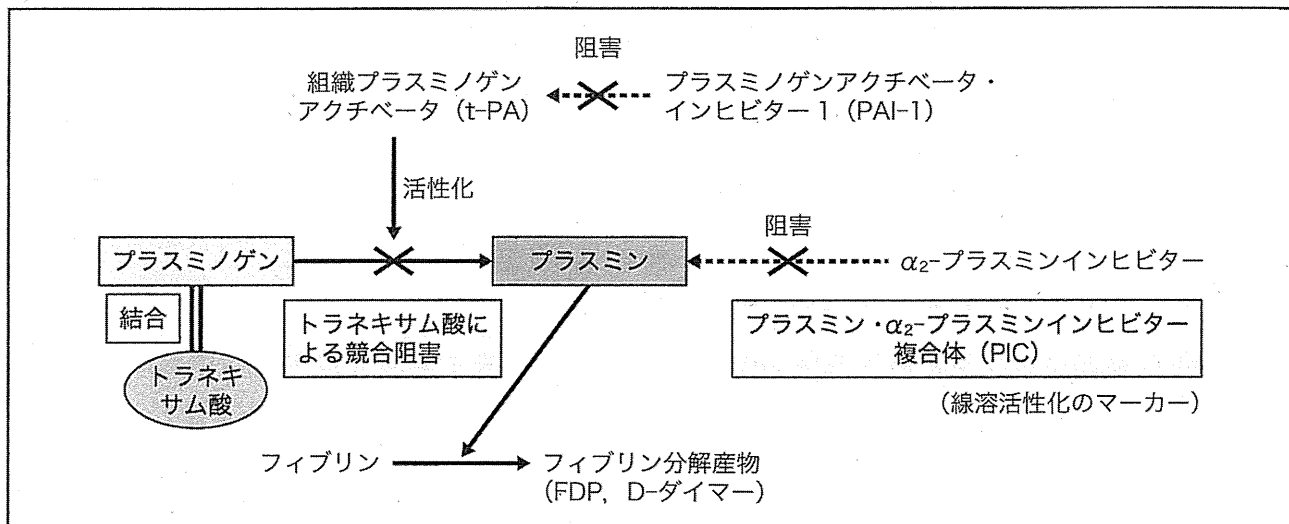 阻害
組織プラスミノゲン
アクチベータ（t-PA）
プラスミノゲンアクチベータ・
インヒビター1（PAI-1）
活性化
阻害
プラスミノゲン
プラスミン
α₂-プラスミンインヒビター
結合
トラネキサム酸に
よる競合阻害
プラスミン・α₂-プラスミンインヒビター
複合体（PIC）
トラネキ
サム酸
（線溶活性化のマーカー）
フィブリン
フィブリン分解産物
（FDP，D-ダイマー）